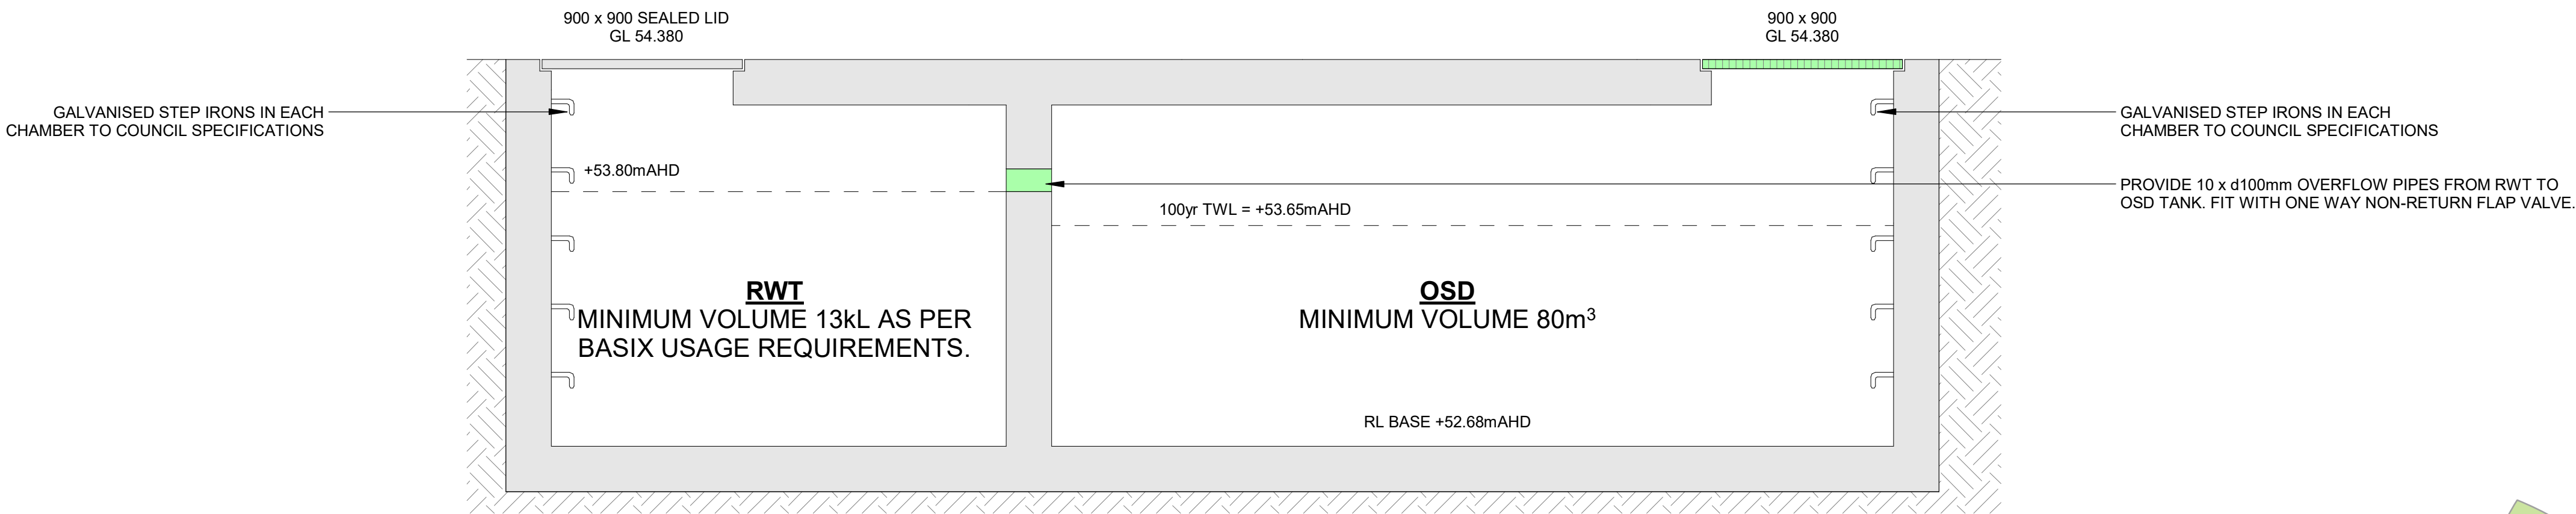 900 x 900 SEALED LID
GL 54.380
900 x 900
GL 54.380
GALVANISED STEP IRONS IN EACH
CHAMBER TO COUNCIL SPECIFICATIONS
GALVANISED STEP IRONS IN EACH
CHAMBER TO COUNCIL SPECIFICATIONS
+53.80mAHD
PROVIDE 10 x d100mm OVERFLOW PIPES FROM RWT TO
OSD TANK. FIT WITH ONE WAY NON-RETURN FLAP VALVE.
100yr TWL = +53.65mAHD
RWT
MINIMUM VOLUME 13kL AS PER
BASIX USAGE REQUIREMENTS.
OSD
MINIMUM VOLUME 80m³
RL BASE +52.68mAHD